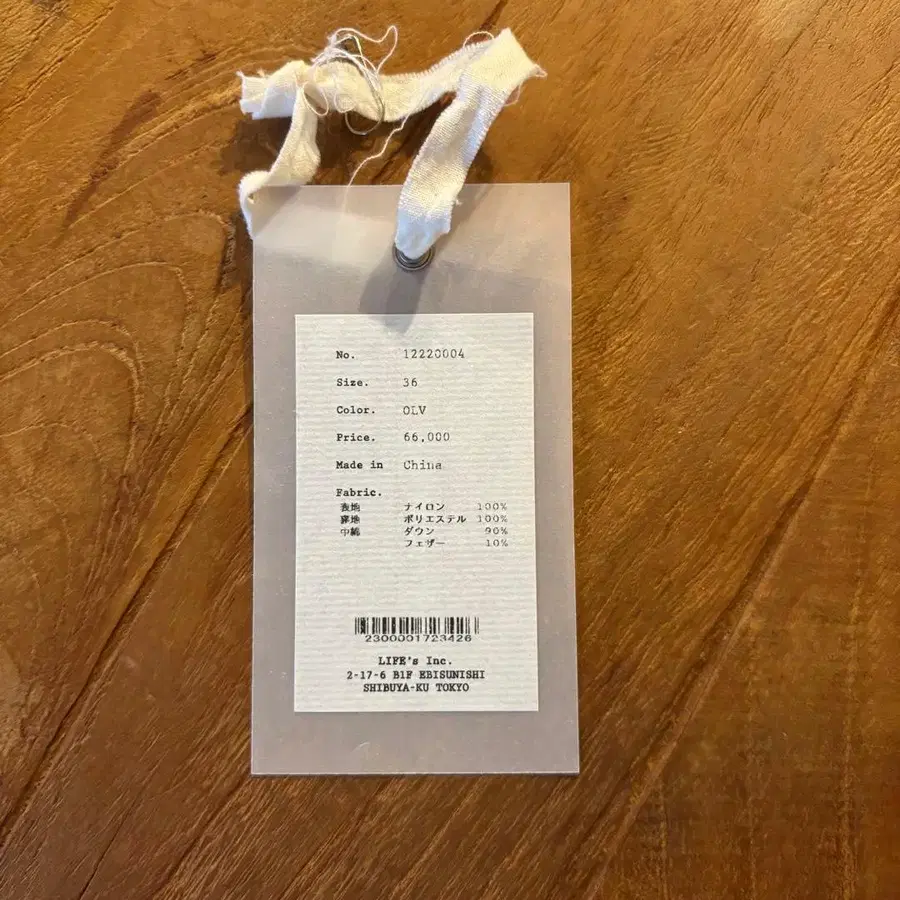 No. 12220004
Size. 36
Color. OLV
Price. 66,000
Made in China
Fabric.
表地 ナイロン 100%
裏地 ポリエステル 100%
中綿 ダウン 90%
フェザー 10%
2300001723426
LIFE's Inc.
2-17-6 B1F EBISUNISHI
SHIBUYA-KU TOKYO